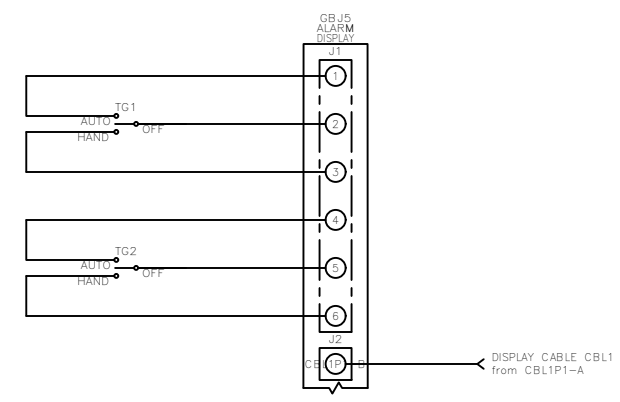 GBJ5
ALARM
DISPLAY
J1
1
TG1
AUTO
2
OFF
HAND
3
4
TG2
AUTO
5
OFF
HAND
6
J2
CBL1P1-B
DISPLAY CABLE CBL1
from CBL1P1-A